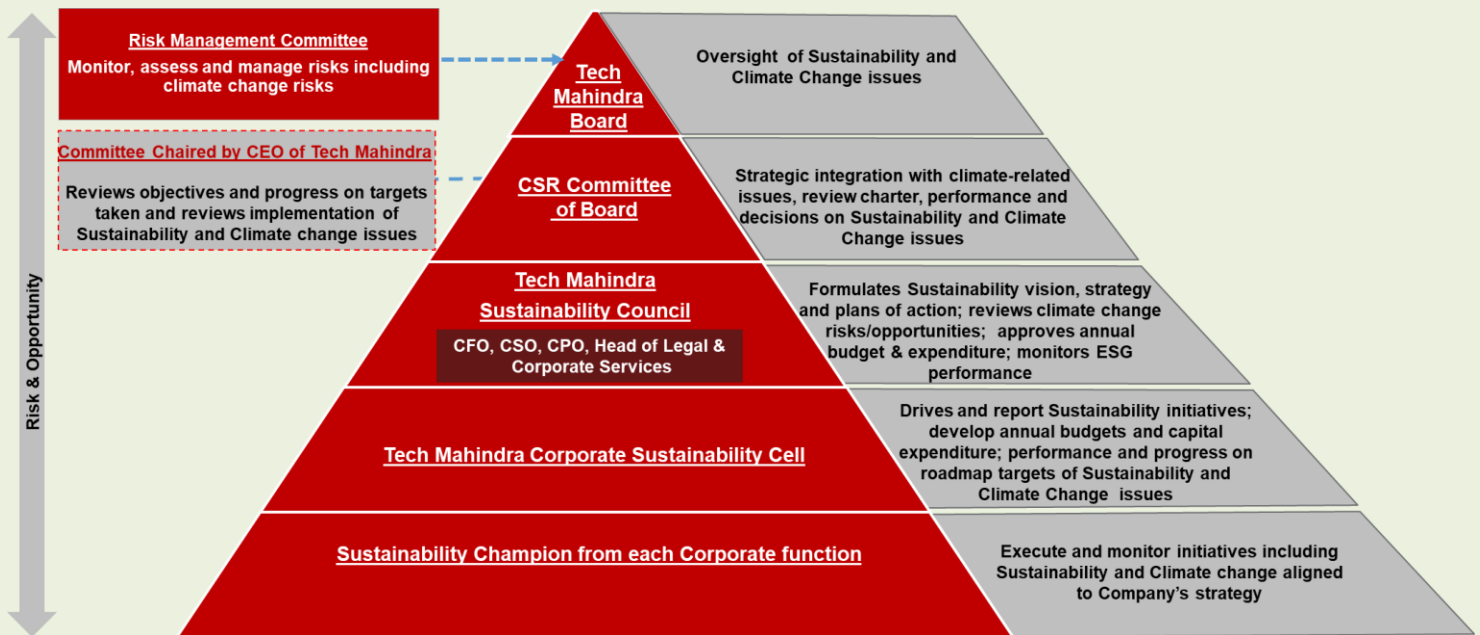 Risk Management Committee
Monitor, assess and manage risks including
climate change risks
Committee Chaired by CEO of Tech Mahindra
Reviews objectives and progress on targets
taken and reviews implementation of
Sustainability and Climate change issues
Risk & Opportunity
Tech
Mahindra
Board
Oversight of Sustainability and
Climate Change issues
CSR Committee
of Board
Strategic integration with climate-related
issues, review charter, performance and
decisions on Sustainability and Climate
Change issues
Tech Mahindra
Sustainability Council
CFO, CSO, CPO, Head of Legal &
Corporate Services
Formulates Sustainability vision, strategy
and plans of action; reviews climate change
risks/opportunities; approves annual
budget & expenditure; monitors ESG
performance
Tech Mahindra Corporate Sustainability Cell
Drives and report Sustainability initiatives;
develop annual budgets and capital
expenditure; performance and progress on
roadmap targets of Sustainability and
Climate Change issues
Sustainability Champion from each Corporate function
Execute and monitor initiatives including
Sustainability and Climate change aligned
to Company's strategy